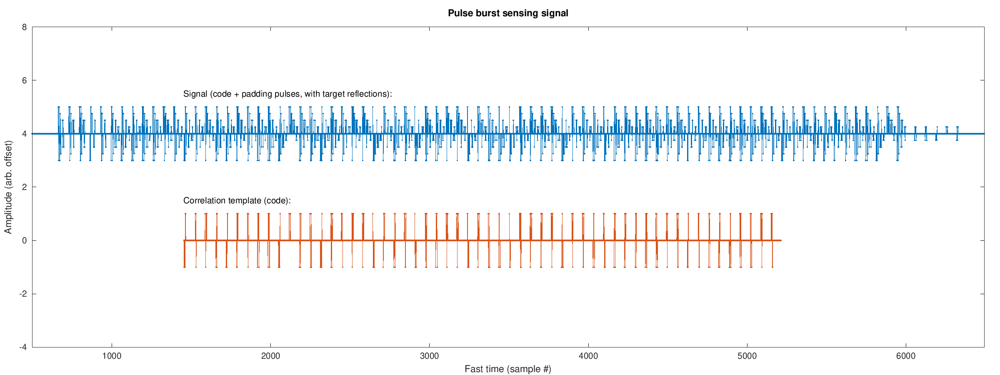 Pulse burst sensing signal
8
6
4
2
0
-2
-4
Amplitude (arb. offset)
Signal (code + padding pulses, with target reflections):
Correlation template (code):
1000 2000 3000 4000 5000 6000
Fast time (sample #)